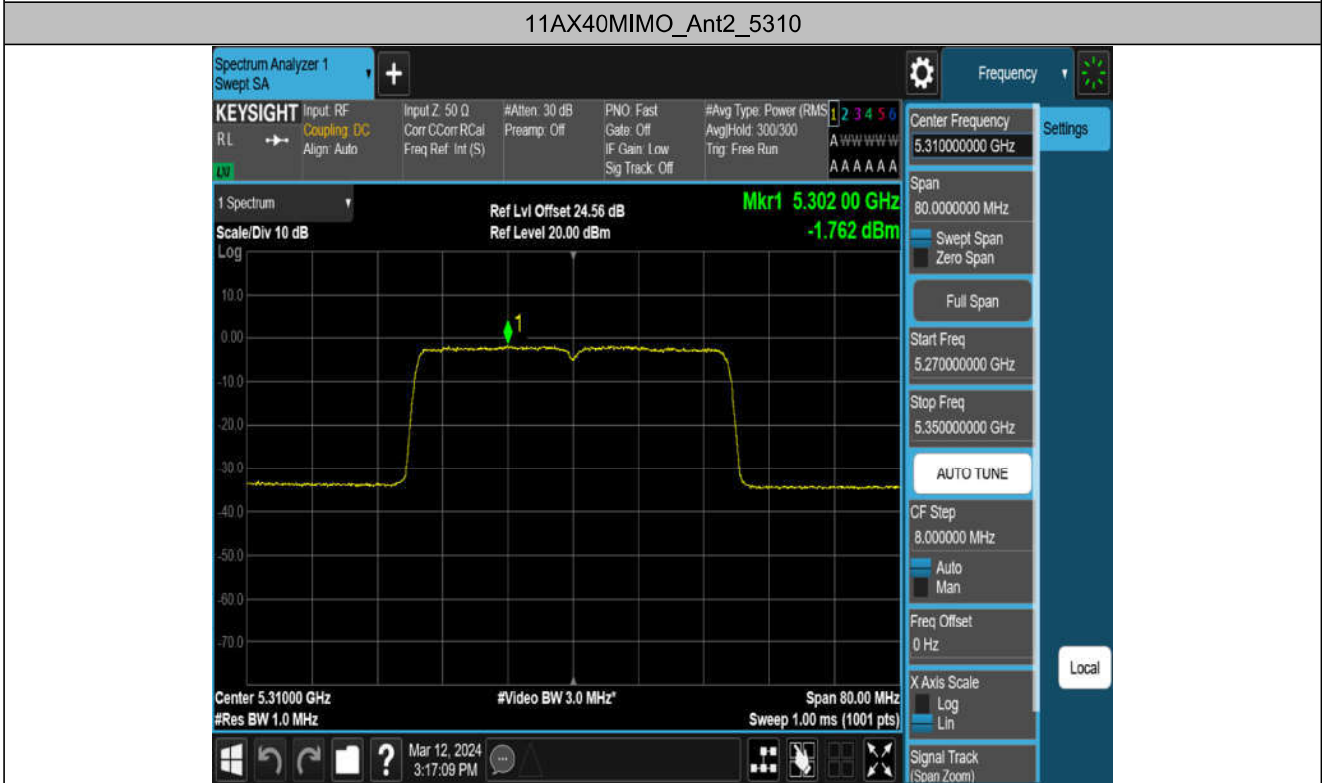 11AX40MIMO_Ant2_5310
Spectrum Analyzer 1
Swept SA
+
Frequency
KEYSIGHT
RL
LXI
Input: RF
Coupling: DC
Align: Auto
Input Z: 50 Ω
Corr CCorr RCal
Freq Ref: Int (S)
#Atten: 30 dB
Preamp: Off
PNO: Fast
Gate: Off
IF Gain: Low
Sig Track: Off
#Avg Type: Power (RMS
Avg|Hold: 300/300
Trig: Free Run
1 2 3 4 5 6
A W W W W W
A A A A A A
1 Spectrum
Scale/Div 10 dB
Log
Ref Lvl Offset 24.56 dB
Ref Level 20.00 dBm
Mkr1 5.302 00 GHz
-1.762 dBm
10.0
0.00
-10.0
-20.0
-30.0
-40.0
-50.0
-60.0
-70.0
1
Center 5.31000 GHz
#Res BW 1.0 MHz
#Video BW 3.0 MHz*
Span 80.00 MHz
Sweep 1.00 ms (1001 pts)
?
Mar 12, 2024
3:17:09 PM
Center Frequency
5.310000000 GHz
Settings
Span
80.0000000 MHz
Swept Span
Zero Span
Full Span
Start Freq
5.270000000 GHz
Stop Freq
5.350000000 GHz
AUTO TUNE
CF Step
8.000000 MHz
Auto
Man
Freq Offset
0 Hz
X Axis Scale
Log
Lin
Local
Signal Track
(Span Zoom)